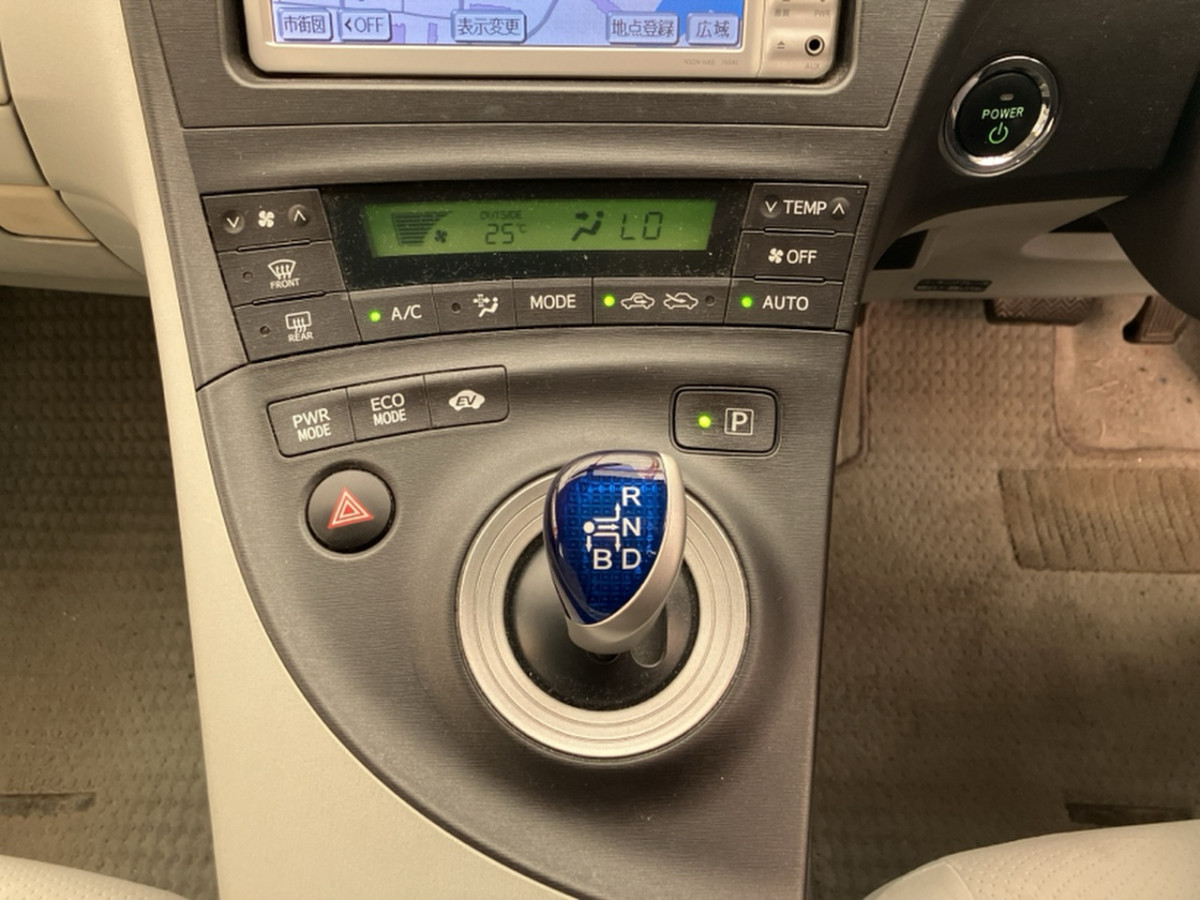 市街図 <OFF 表示変更 地点登録 広域
AUX
POWER
OUTSIDE
25℃ LO
TEMP
OFF
FRONT
REAR
A/C MODE AUTO
PWR MODE
ECO MODE
EV
P
R
N
B D